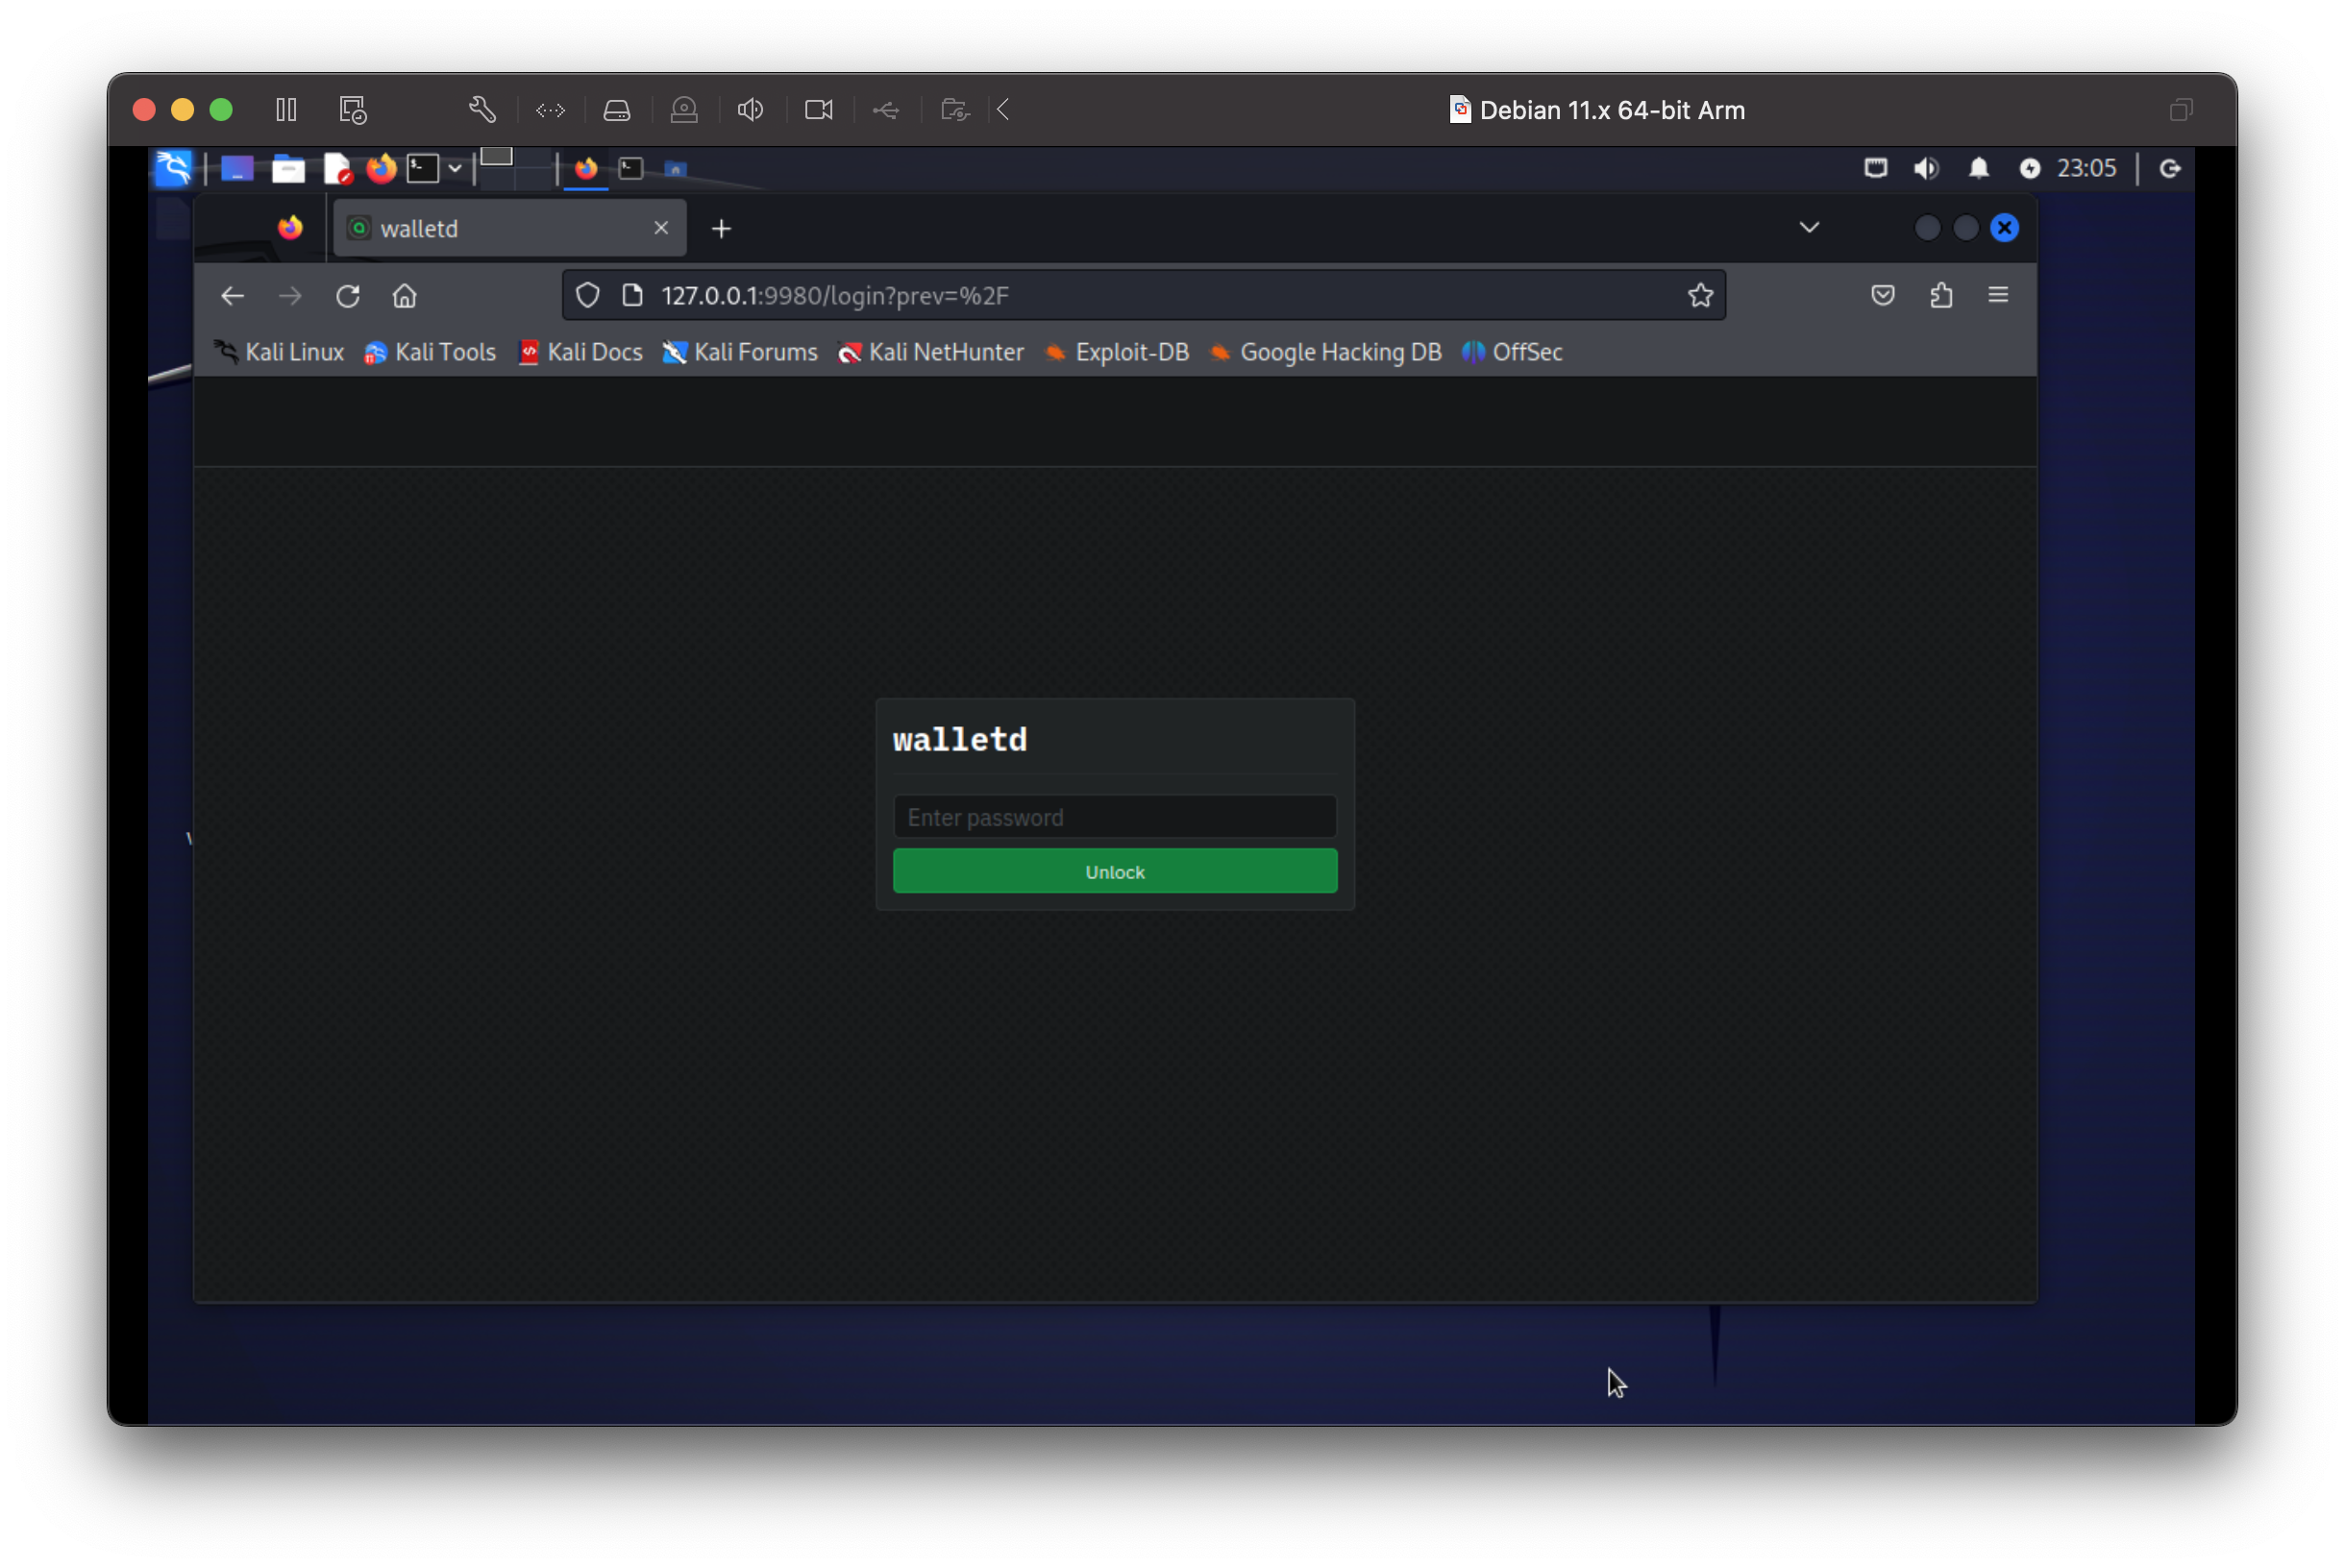 Debian 11.x 64-bit Arm
23:05
walletd
127.0.0.1:9980/login?prev=%2F
Kali Linux Kali Tools Kali Docs Kali Forums Kali NetHunter Exploit-DB Google Hacking DB OffSec
walletd
Enter password
Unlock